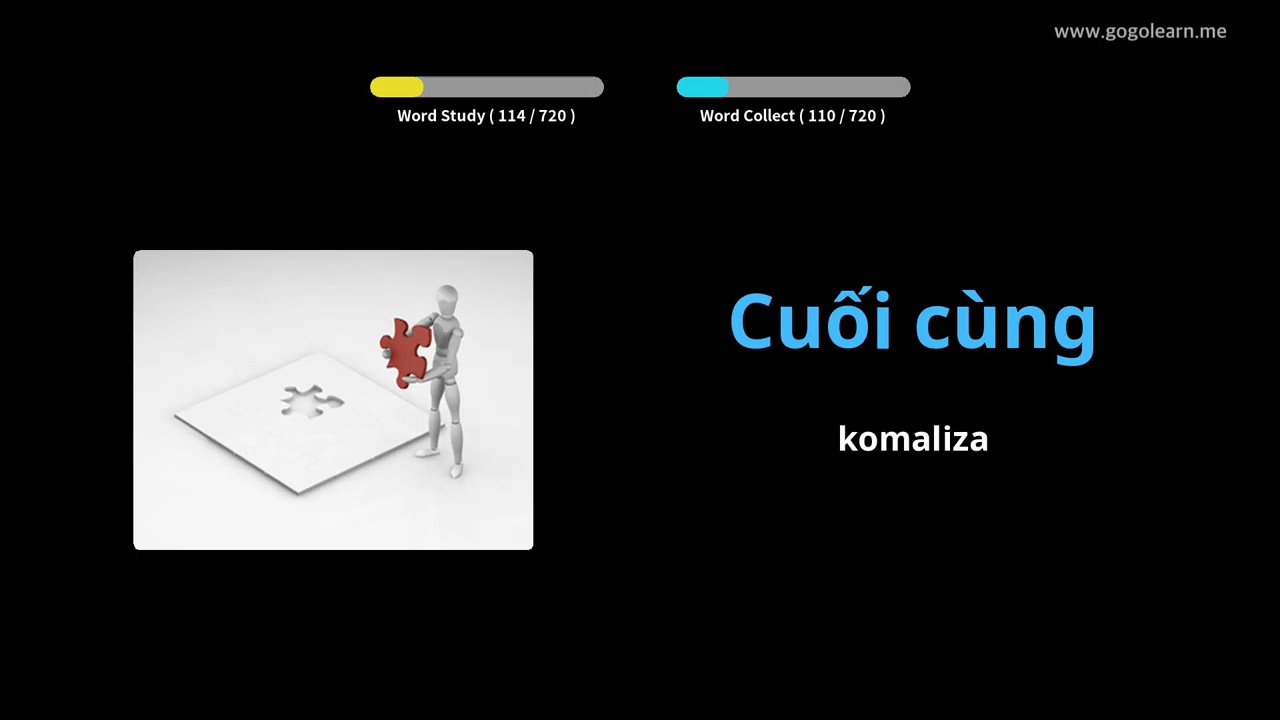 www.gogolearn.me
Word Study ( 114 / 720 )
Word Collect ( 110 / 720 )
Cuối cùng
komaliza